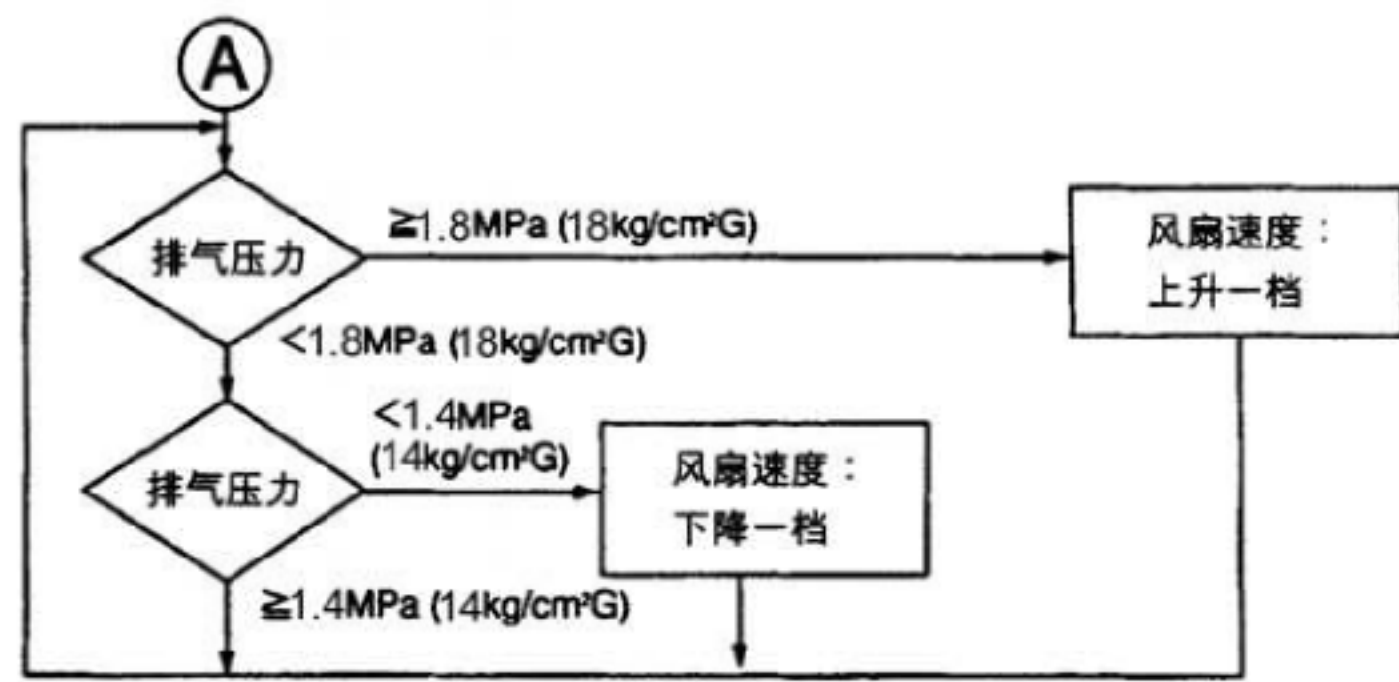 A
排气压力
≧1.8MPa (18kg/cm²G)
风扇速度：
上升一档
<1.8MPa (18kg/cm²G)
排气压力
<1.4MPa
(14kg/cm²G)
风扇速度：
下降一档
≧1.4MPa (14kg/cm²G)